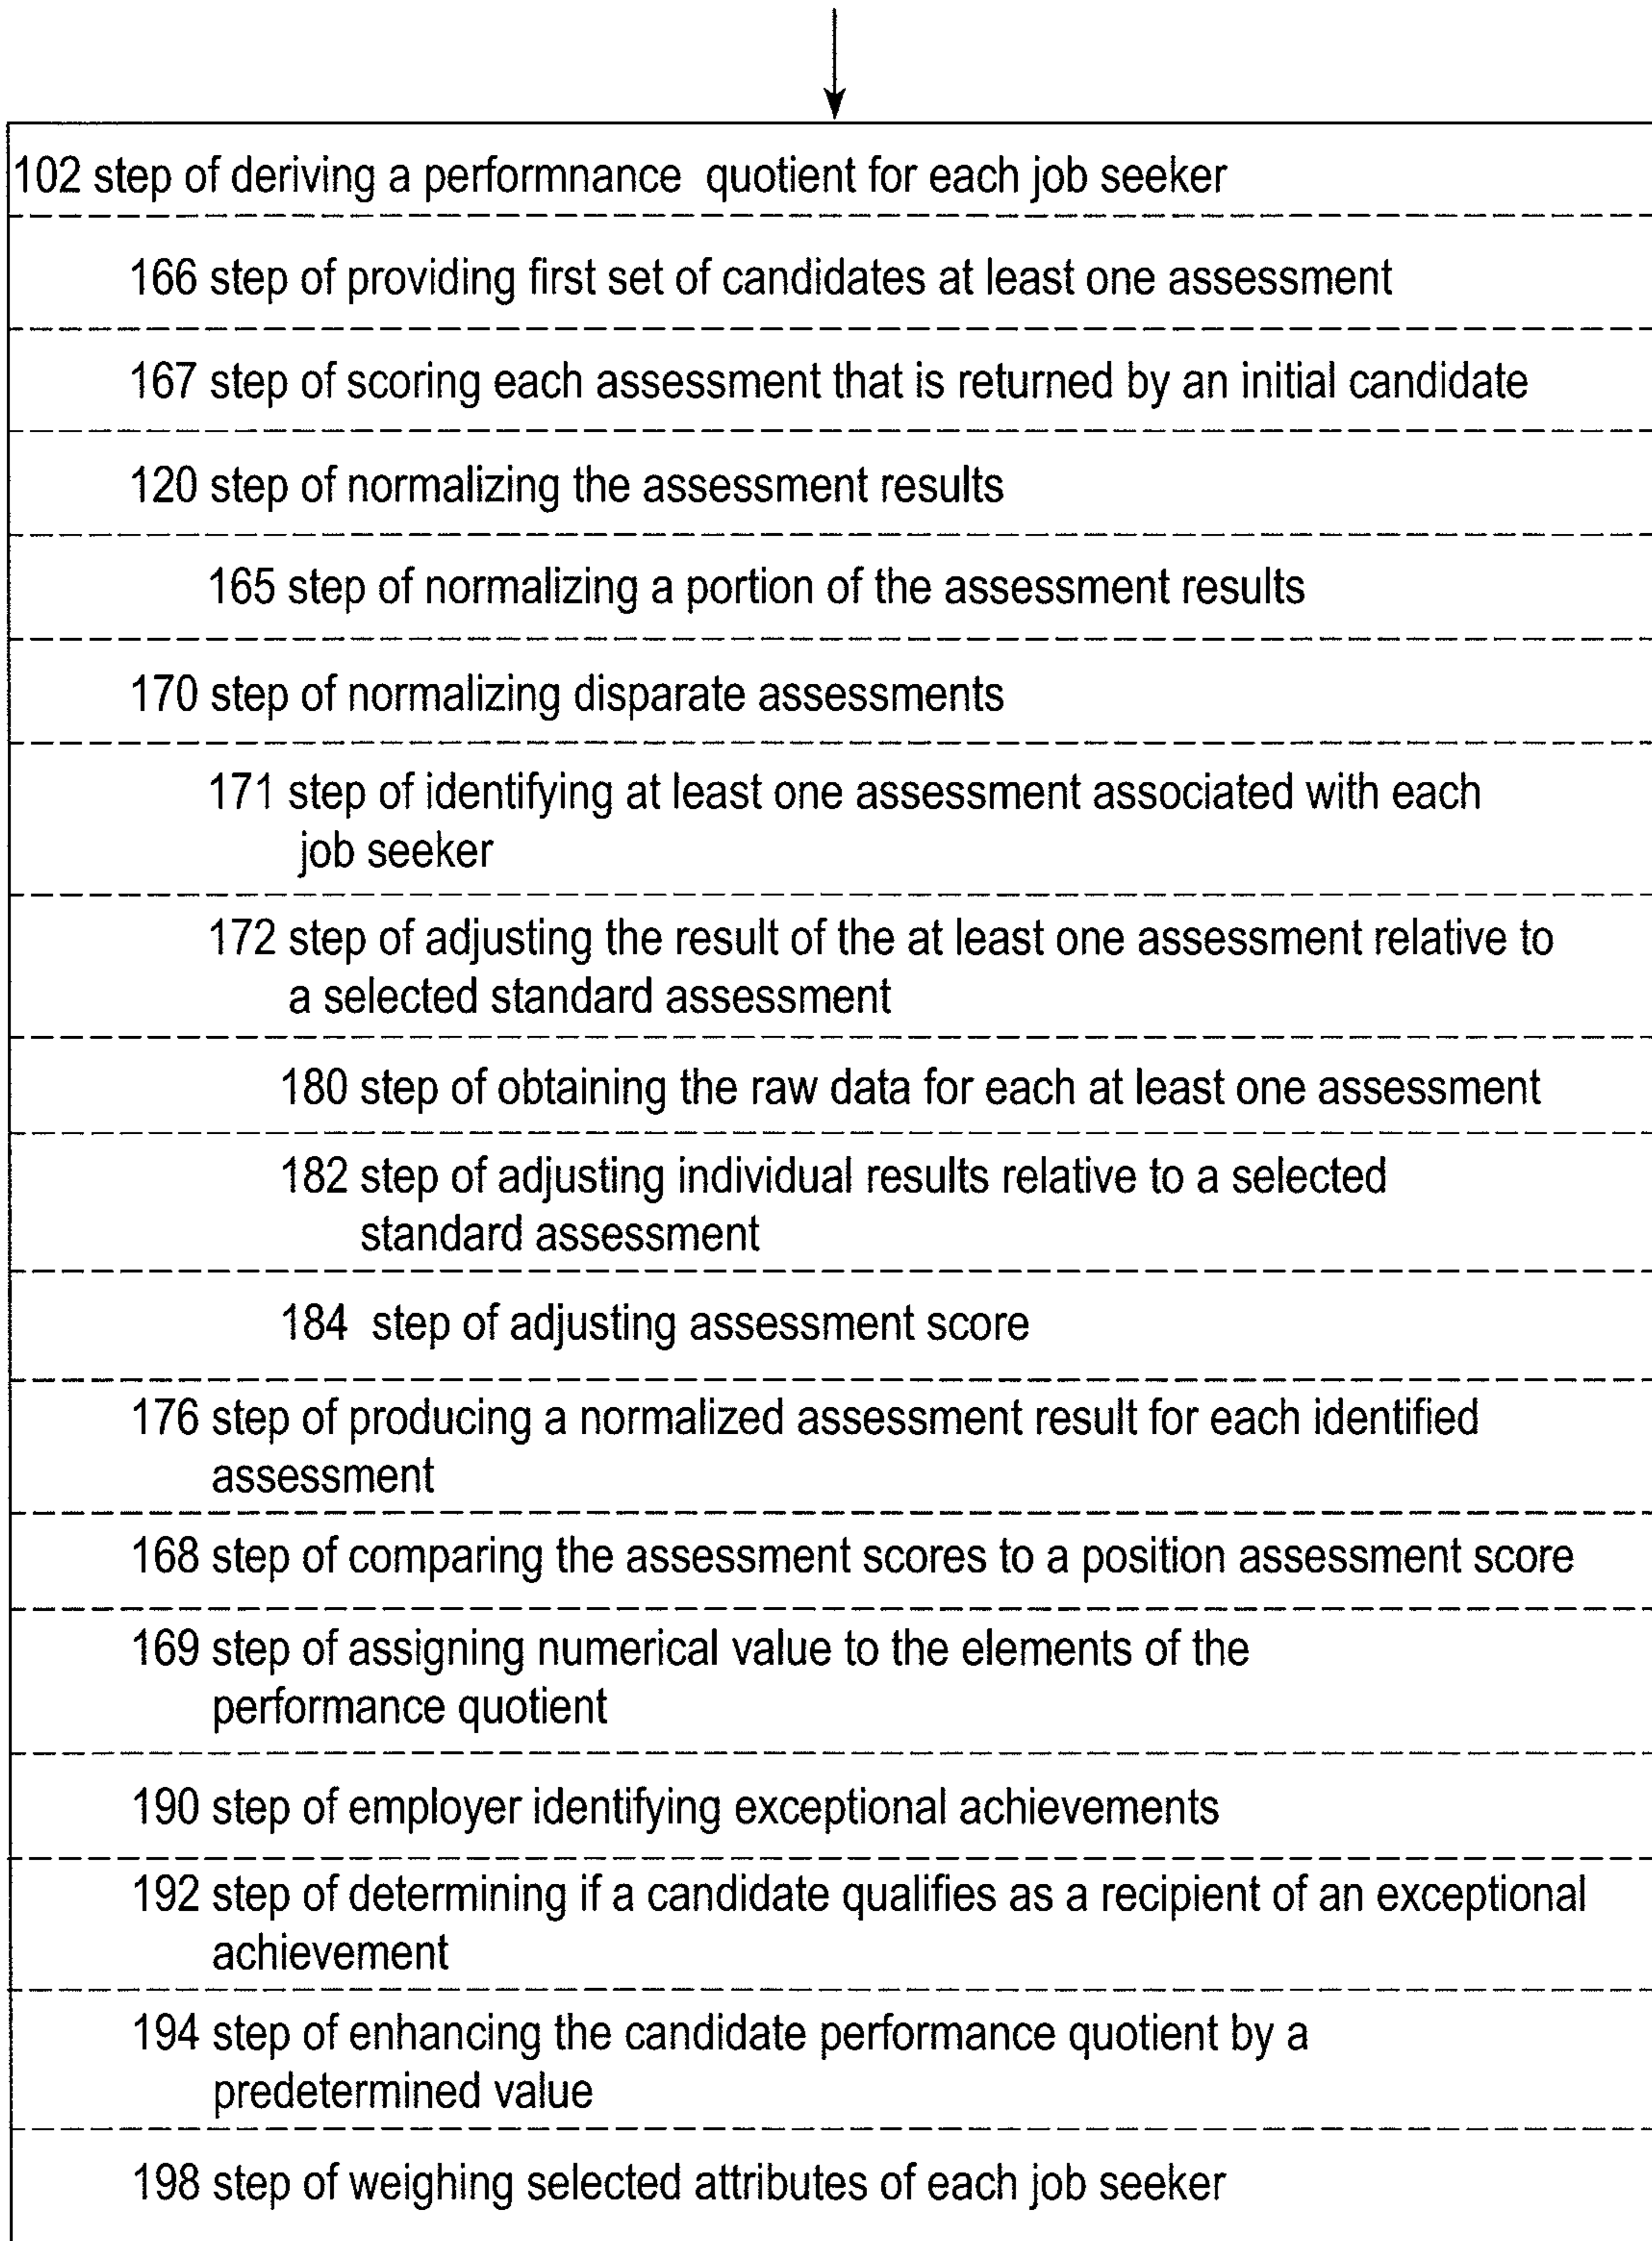 102 step of deriving a performnance quotient for each job seeker
166 step of providing first set of candidates at least one assessment
167 step of scoring each assessment that is returned by an initial candidate
120 step of normalizing the assessment results
165 step of normalizing a portion of the assessment results
170 step of normalizing disparate assessments
171 step of identifying at least one assessment associated with each
job seeker
172 step of adjusting the result of the at least one assessment relative to
a selected standard assessment
180 step of obtaining the raw data for each at least one assessment
182 step of adjusting individual results relative to a selected
standard assessment
184 step of adjusting assessment score
176 step of producing a normalized assessment result for each identified
assessment
168 step of comparing the assessment scores to a position assessment score
169 step of assigning numerical value to the elements of the
performance quotient
190 step of employer identifying exceptional achievements
192 step of determining if a candidate qualifies as a recipient of an exceptional
achievement
194 step of enhancing the candidate performance quotient by a
predetermined value
198 step of weighing selected attributes of each job seeker